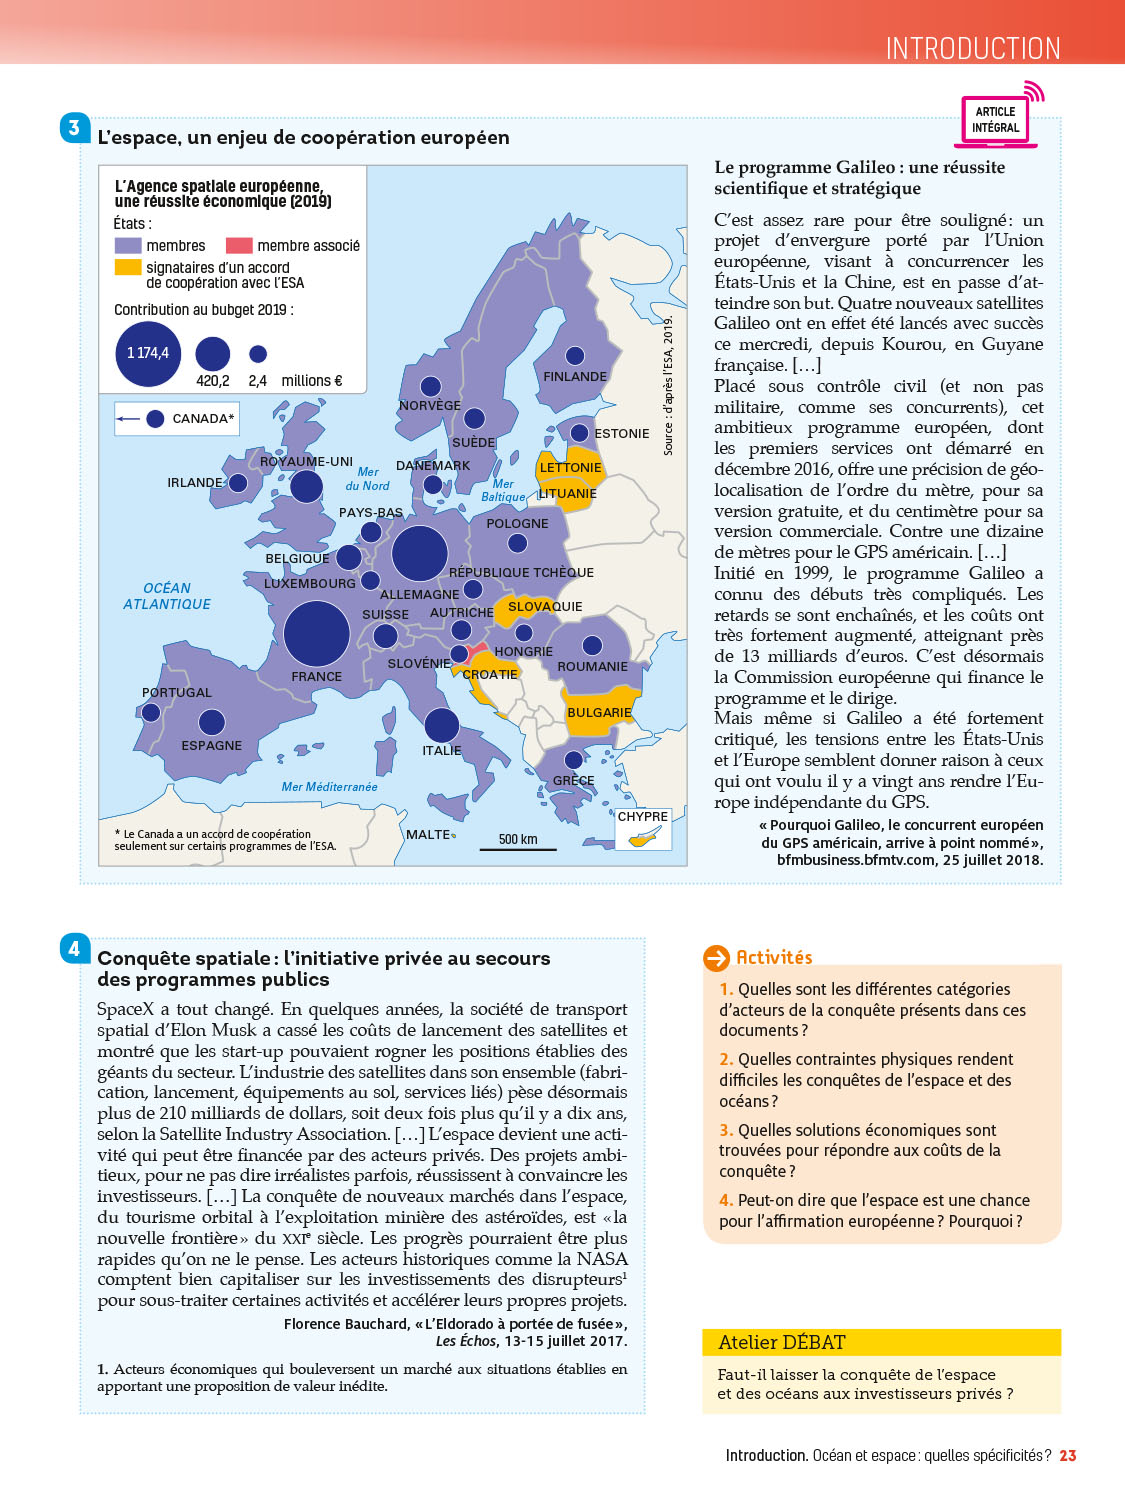 INTRODUCTION
ARTICLE
INTÉGRAL
3
L’espace, un enjeu de coopération européen
L’Agence spatiale européenne,
une réussite économique (2019)
États :
membres
membre associé
signataires d’un accord
de coopération avec l’ESA
Contribution au bubget 2019 :
1 174,4
420,2
2,4
millions €
CANADA*
Source : d’après l’ESA, 2019.
FINLANDE
NORVÈGE
SUÈDE
ESTONIE
ROYAUME-UNI
DANEMARK
LETTONIE
Mer
du Nord
IRLANDE
Mer
Baltique
LITUANIE
PAYS-BAS
POLOGNE
BELGIQUE
RÉPUBLIQUE TCHÈQUE
LUXEMBOURG
ALLEMAGNE
OCÉAN
ATLANTIQUE
SUISSE
AUTRICHE
SLOVAQUIE
HONGRIE
SLOVÉNIE
ROUMANIE
FRANCE
CROATIE
PORTUGAL
BULGARIE
ESPAGNE
ITALIE
GRÈCE
Mer Méditerranée
CHYPRE
* Le Canada a un accord de coopération
seulement sur certains programmes de l’ESA.
MALTE
500 km
Le programme Galileo : une réussite
scientifique et stratégique
C’est assez rare pour être souligné : un
projet d’envergure porté par l’Union
européenne, visant à concurrencer les
États-Unis et la Chine, est en passe d’at-
teindre son but. Quatre nouveaux satellites
Galileo ont en effet été lancés avec succès
ce mercredi, depuis Kourou, en Guyane
française. […]
Placé sous contrôle civil (et non pas
militaire, comme ses concurrents), cet
ambitieux programme européen, dont
les premiers services ont démarré en
décembre 2016, offre une précision de géo-
localisation de l’ordre du mètre, pour sa
version gratuite, et du centimètre pour sa
version commerciale. Contre une dizaine
de mètres pour le GPS américain. […]
Initié en 1999, le programme Galileo a
connu des débuts très compliqués. Les
retards se sont enchaînés, et les coûts ont
très fortement augmenté, atteignant près
de 13 milliards d’euros. C’est désormais
la Commission européenne qui finance le
programme et le dirige.
Mais même si Galileo a été fortement
critiqué, les tensions entre les États-Unis
et l’Europe semblent donner raison à ceux
qui ont voulu il y a vingt ans rendre l’Eu-
rope indépendante du GPS.
« Pourquoi Galileo, le concurrent européen
du GPS américain, arrive à point nommé »,
bfmbusiness.bfmtv.com, 25 juillet 2018.
4
Conquête spatiale : l’initiative privée au secours
des programmes publics
SpaceX a tout changé. En quelques années, la société de transport
spatial d’Elon Musk a cassé les coûts de lancement des satellites et
montré que les start-up pouvaient rogner les positions établies des
géants du secteur. L’industrie des satellites dans son ensemble (fabri-
cation, lancement, équipements au sol, services liés) pèse désormais
plus de 210 milliards de dollars, soit deux fois plus qu’il y a dix ans,
selon la Satellite Industry Association. […] L’espace devient une acti-
vité qui peut être financée par des acteurs privés. Des projets ambi-
tieux, pour ne pas dire irréalistes parfois, réussissent à convaincre les
investisseurs. […] La conquête de nouveaux marchés dans l’espace,
du tourisme orbital à l’exploitation minière des astéroïdes, est « la
nouvelle frontière » du XXIe siècle. Les progrès pourraient être plus
rapides qu’on ne le pense. Les acteurs historiques comme la NASA
comptent bien capitaliser sur les investissements des disrupteurs1
pour sous-traiter certaines activités et accélérer leurs propres projets.
Florence Bauchard, « L’Eldorado à portée de fusée »,
Les Échos, 13-15 juillet 2017.
1. Acteurs économiques qui bouleversent un marché aux situations établies en
apportant une proposition de valeur inédite.
Activités
1. Quelles sont les différentes catégories
d’acteurs de la conquête présents dans ces
documents ?
2. Quelles contraintes physiques rendent
difficiles les conquêtes de l’espace et des
océans ?
3. Quelles solutions économiques sont
trouvées pour répondre aux coûts de la
conquête ?
4. Peut-on dire que l’espace est une chance
pour l’affirmation européenne ? Pourquoi ?
Atelier DÉBAT
Faut-il laisser la conquête de l’espace
et des océans aux investisseurs privés ?
Introduction. Océan et espace : quelles spécificités ? 23